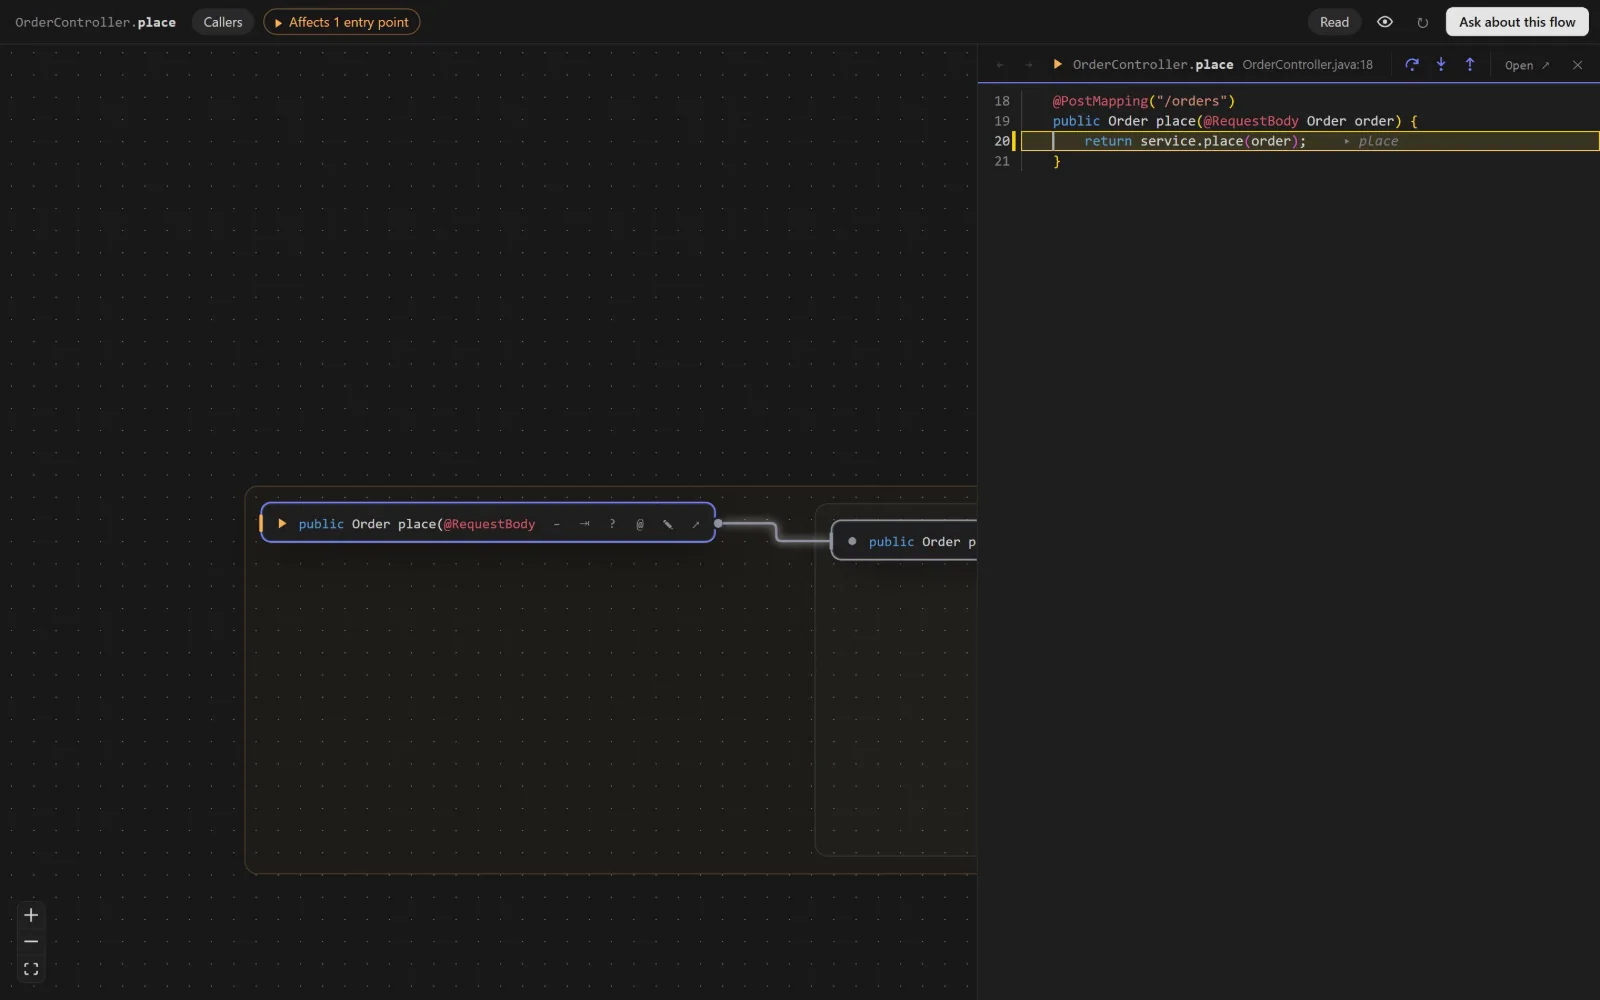 OrderController.place
Callers
Affects 1 entry point
Read
Ask about this flow
OrderController.place OrderController.java:18
Open
18 @PostMapping("/orders")
19 public Order place(@RequestBody Order order) {
20 return service.place(order); ▸ place
21 }
public Order place(@RequestBody - ⇥ ? @
public Order p